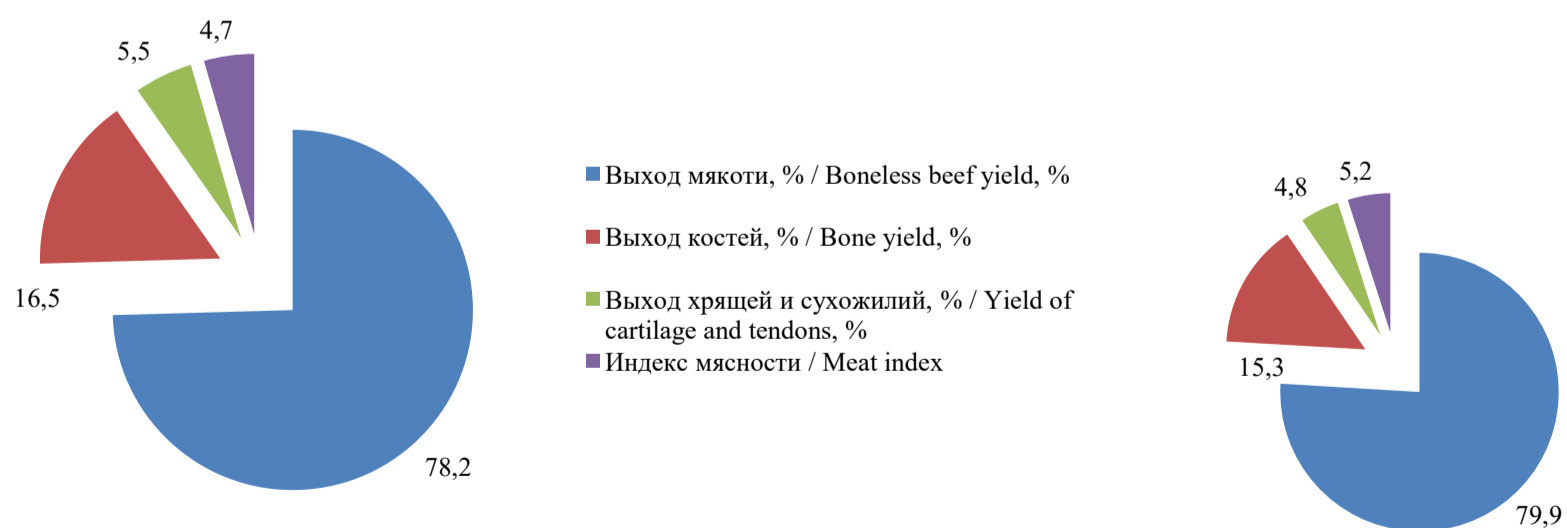 4,7
5,5
16,5
78,2
Выход мякоти, % / Boneless beef yield, %
Выход костей, % / Bone yield, %
Выход хрящей и сухожилий, % / Yield of
cartilage and tendons, %
Индекс мясности / Meat index
5,2
4,8
15,3
79,9